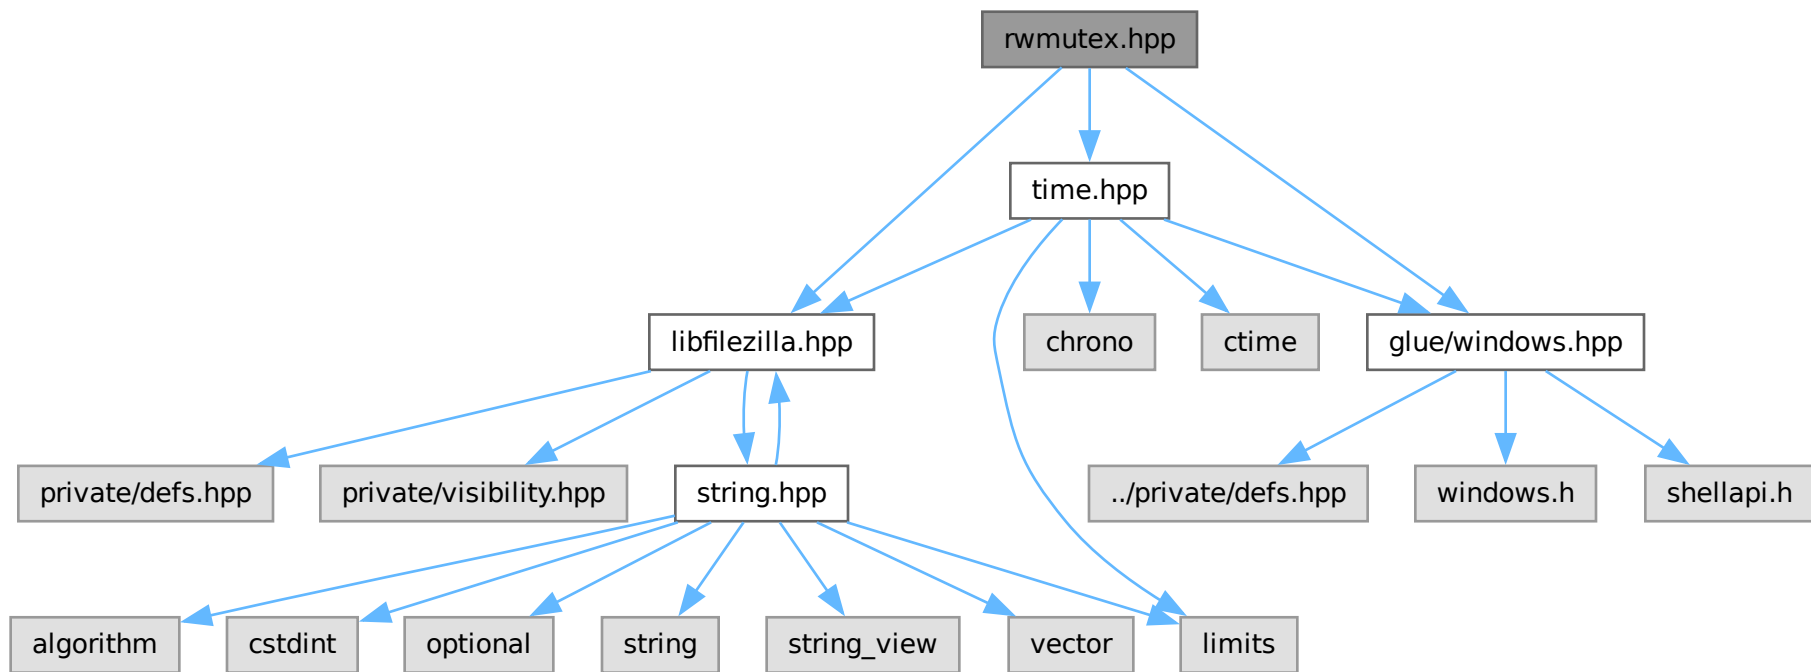 rwmutex.hpp
time.hpp
libfilezilla.hpp
chrono
ctime
glue/windows.hpp
private/defs.hpp
private/visibility.hpp
string.hpp
../private/defs.hpp
windows.h
shellapi.h
algorithm
cstdint
optional
string
string_view
vector
limits